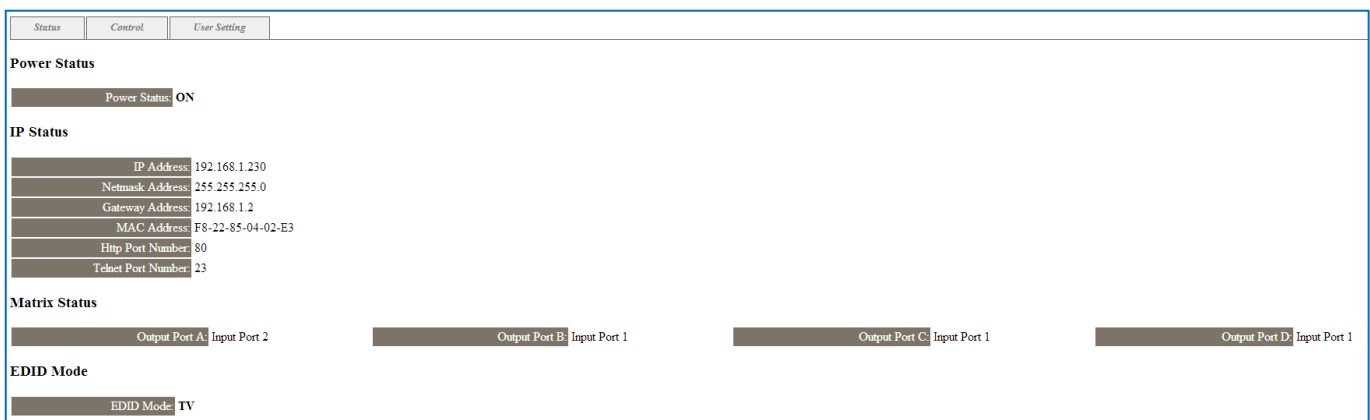 Status Control User Setting
Power Status
Power Status: ON
IP Status
IP Address: 192.168.1.230
Netmask Address: 255.255.255.0
Gateway Address: 192.168.1.2
MAC Address: F8-22-85-04-02-E3
Http Port Number: 80
Telnet Port Number: 23
Matrix Status
Output Port A: Input Port 2 Output Port B: Input Port 1 Output Port C: Input Port 1 Output Port D: Input Port 1
EDID Mode
EDID Mode: TV